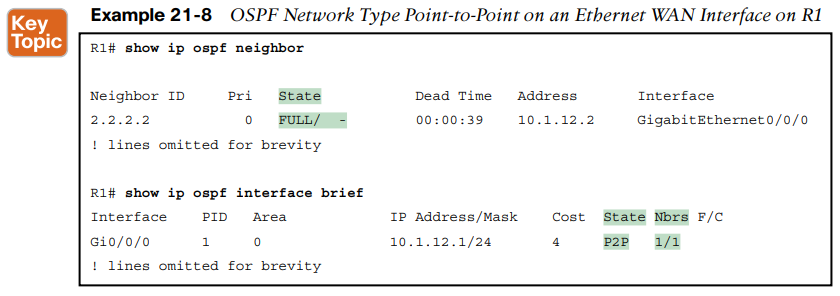 Key Topic
Example 21-8 OSPF Network Type Point-to-Point on an Ethernet WAN Interface on R1
R1# show ip ospf neighbor
Neighbor ID Pri State Dead Time Address Interface
2.2.2.2 0 FULL/ - 00:00:39 10.1.12.2 GigabitEthernet0/0/0
! lines omitted for brevity
R1# show ip ospf interface brief
Interface PID Area IP Address/Mask Cost State Nbrs F/C
Gi0/0/0 1 0 10.1.12.1/24 4 P2P 1/1
! lines omitted for brevity